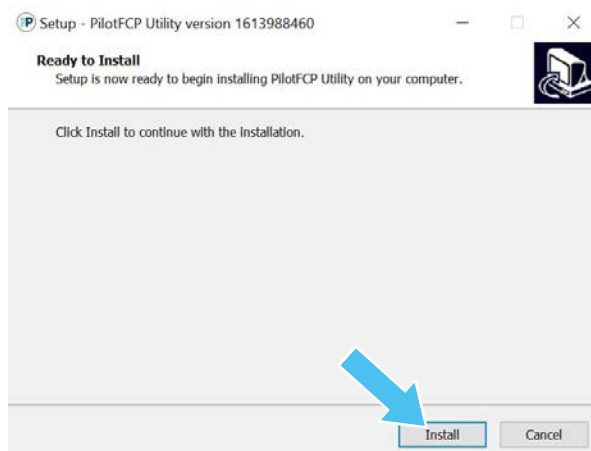 Setup - PilotFCP Utility version 1613988460
Ready to Install
Setup is now ready to begin installing PilotFCP Utility on your computer.
Click Install to continue with the installation.
Install
Cancel